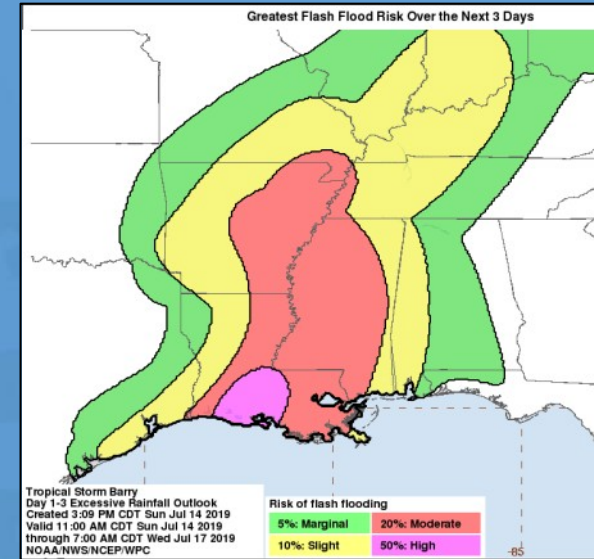 Greatest Flash Flood Risk Over the Next 3 Days
-85
Tropical Storm Barry
Day 1-3 Excessive Rainfall Outlook
Created 3:09 PM CDT Sun Jul 14 2019
Valid 11:00 AM CDT Sun Jul 14 2019
through 7:00 AM CDT Wed Jul 17 2019
NOAA/NWS/NCEP/WPC
Risk of flash flooding
5%: Marginal 20%: Moderate
10%: Slight 50%: High